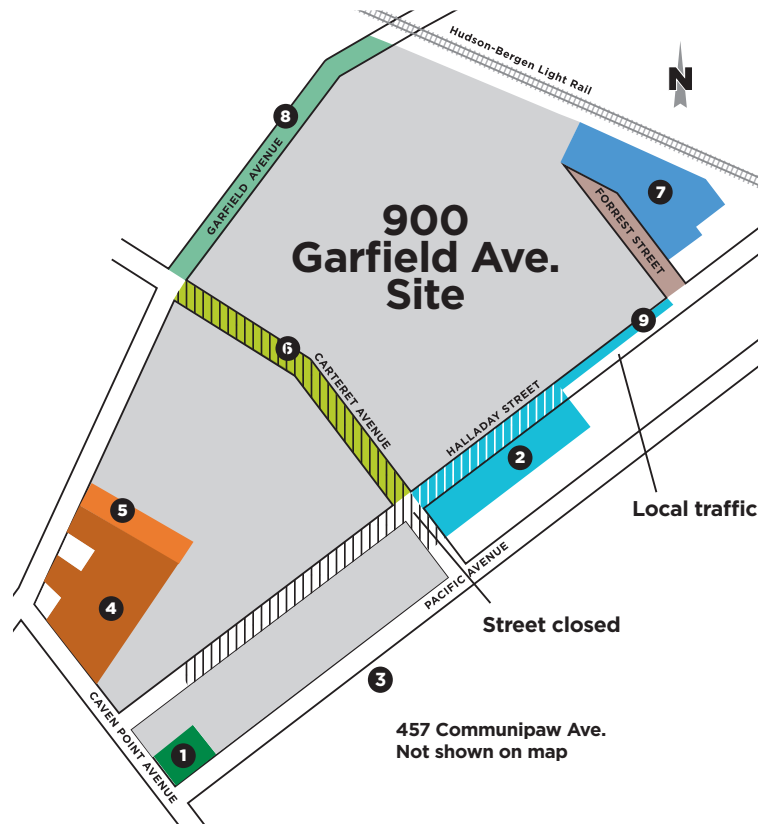 Hudson-Bergen Light Rail
N
8
GARFIELD AVENUE
7
FORREST STREET
900
Garfield Ave.
Site
9
6
CARTERET AVENUE
HALLADAY STREET
2
Local traffic
5
4
PACIFIC AVENUE
Street closed
3
CAVEN POINT AVENUE
1
457 Communipaw Ave.
Not shown on map